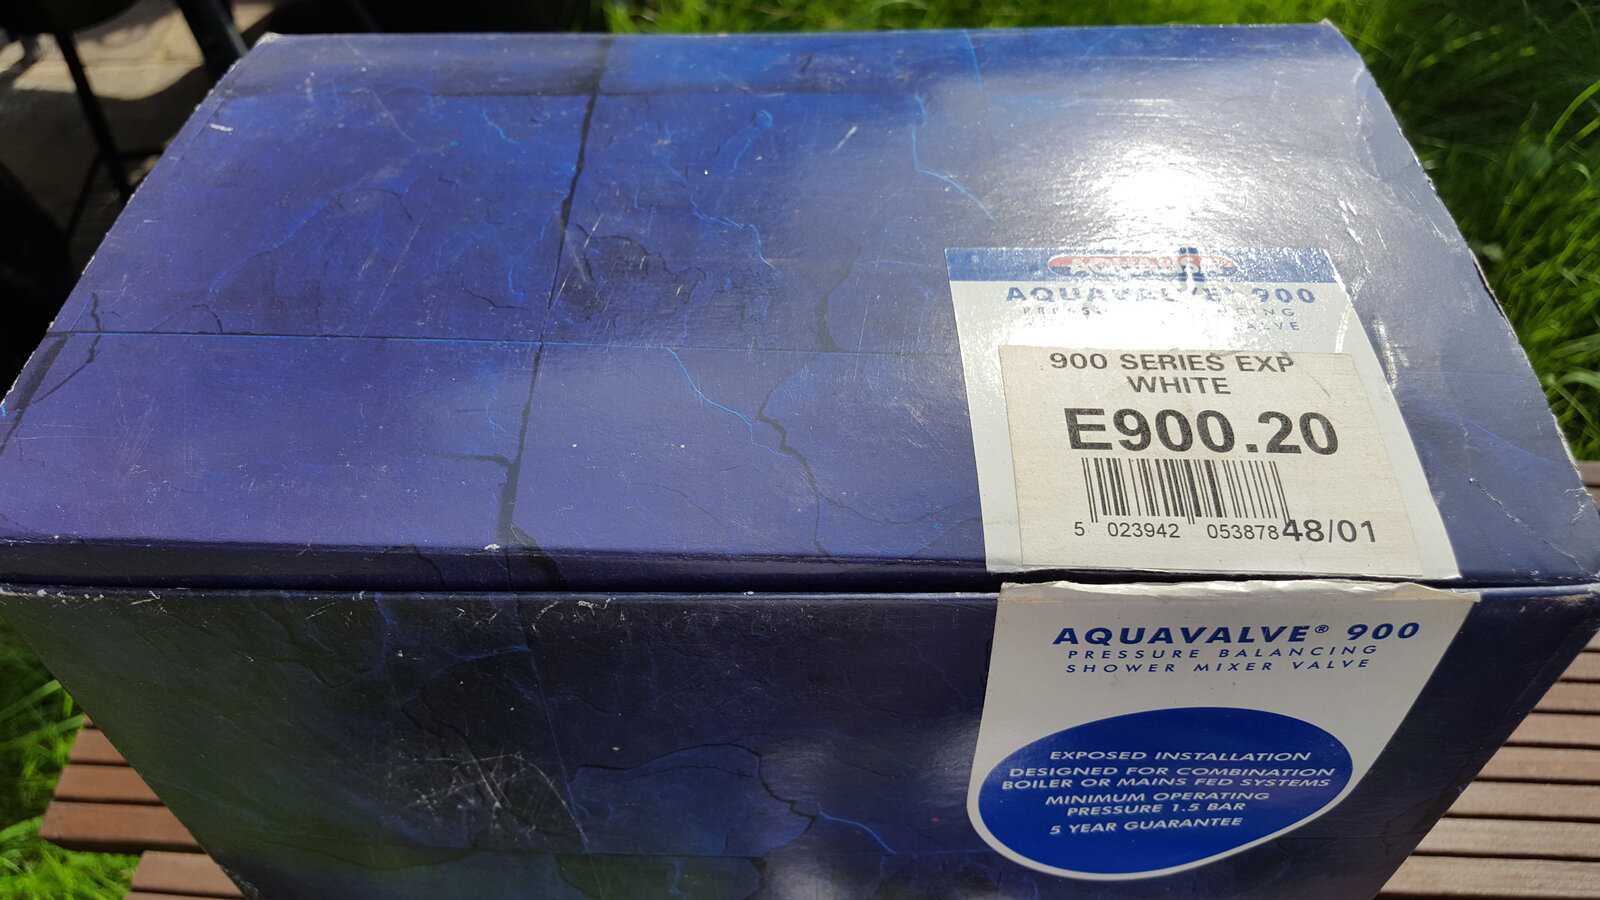 AQUAVALVE® 900
900 SERIES EXP
WHITE
E900.20
5 023942 053878 48/01
AQUAVALVE® 900
PRESSURE BALANCING
SHOWER MIXER VALVE
EXPOSED INSTALLATION
DESIGNED FOR COMBINATION
BOILER OR MAINS FED SYSTEMS
MINIMUM OPERATING
PRESSURE 1.5 BAR
5 YEAR GUARANTEE